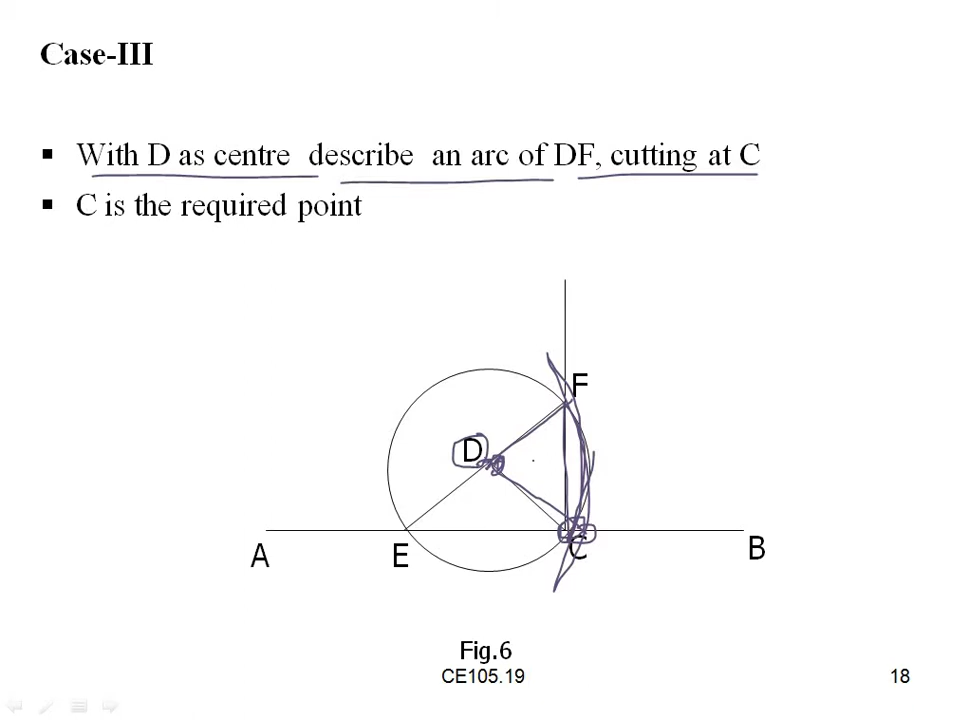 Case-III
▪ With D as centre describe an arc of DF, cutting at C
▪ C is the required point
F
D
C
A
E
B
Fig.6
CE105.19
18